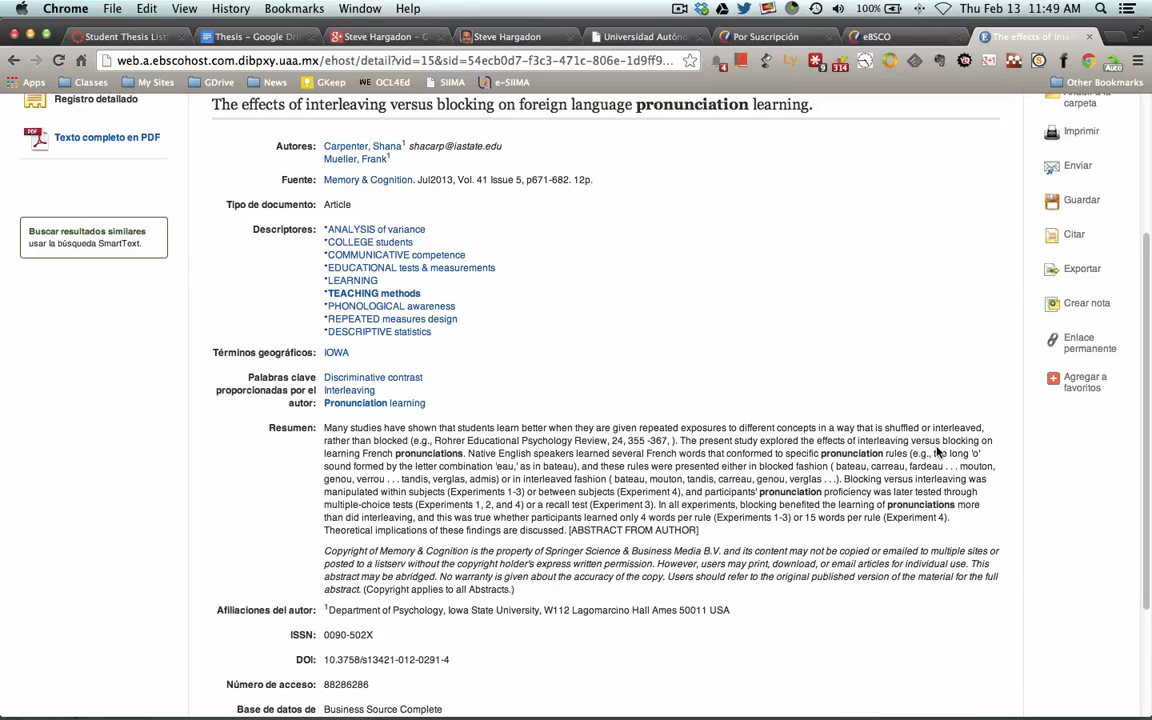 Chrome File Edit View History Bookmarks Window Help 100% Thu Feb 13 11:49 AM
Student Thesis List Thesis – Google Dri Steve Hargadon – G Steve Hargadon Universidad Autóno Por Suscripción eBSCO The effects of Interl
web.a.ebscohost.com.dibpxy.uaa.mx/ehost/detail?vid=15&sid=54ecb0d7-f3c3-471c-806e-1d9ff9...
Apps Classes My Sites GDrive News GKeep WE OCL4Ed SIIMA e-SIIMA Other Bookmarks
Registro detallado
Texto completo en PDF
Buscar resultados similares
usar la búsqueda SmartText.
The effects of interleaving versus blocking on foreign language pronunciation learning.
Autores: Carpenter, Shana1 shacarp@iastate.edu
Mueller, Frank1
Fuente: Memory & Cognition. Jul2013, Vol. 41 Issue 5, p671-682. 12p.
Tipo de documento: Article
Descriptores: *ANALYSIS of variance
*COLLEGE students
*COMMUNICATIVE competence
*EDUCATIONAL tests & measurements
*LEARNING
*TEACHING methods
*PHONOLOGICAL awareness
*REPEATED measures design
*DESCRIPTIVE statistics
Términos geográficos: IOWA
Palabras clave proporcionadas por el autor: Discriminative contrast
Interleaving
Pronunciation learning
Resumen: Many studies have shown that students learn better when they are given repeated exposures to different concepts in a way that is shuffled or interleaved,
rather than blocked (e.g., Rohrer Educational Psychology Review, 24, 355 -367, ). The present study explored the effects of interleaving versus blocking on
learning French pronunciations. Native English speakers learned several French words that conformed to specific pronunciation rules (e.g., the long 'o'
sound formed by the letter combination 'eau,' as in bateau), and these rules were presented either in blocked fashion ( bateau, carreau, fardeau . . . mouton,
genou, verrou . . . tandis, verglas, admis) or in interleaved fashion ( bateau, mouton, tandis, carreau, genou, verglas . . .). Blocking versus interleaving was
manipulated within subjects (Experiments 1-3) or between subjects (Experiment 4), and participants' pronunciation proficiency was later tested through
multiple-choice tests (Experiments 1, 2, and 4) or a recall test (Experiment 3). In all experiments, blocking benefited the learning of pronunciations more
than did interleaving, and this was true whether participants learned only 4 words per rule (Experiments 1-3) or 15 words per rule (Experiment 4).
Theoretical implications of these findings are discussed. [ABSTRACT FROM AUTHOR]
Copyright of Memory & Cognition is the property of Springer Science & Business Media B.V. and its content may not be copied or emailed to multiple sites or
posted to a listserv without the copyright holder's express written permission. However, users may print, download, or email articles for individual use. This
abstract may be abridged. No warranty is given about the accuracy of the copy. Users should refer to the original published version of the material for the full
abstract. (Copyright applies to all Abstracts.)
Afiliaciones del autor: 1Department of Psychology, Iowa State University, W112 Lagomarcino Hall Ames 50011 USA
ISSN: 0090-502X
DOI: 10.3758/s13421-012-0291-4
Número de acceso: 88286286
Base de datos de Business Source Complete
carpeta
Imprimir
Enviar
Guardar
Citar
Exportar
Crear nota
Enlace
permanente
Agregar a
favoritos